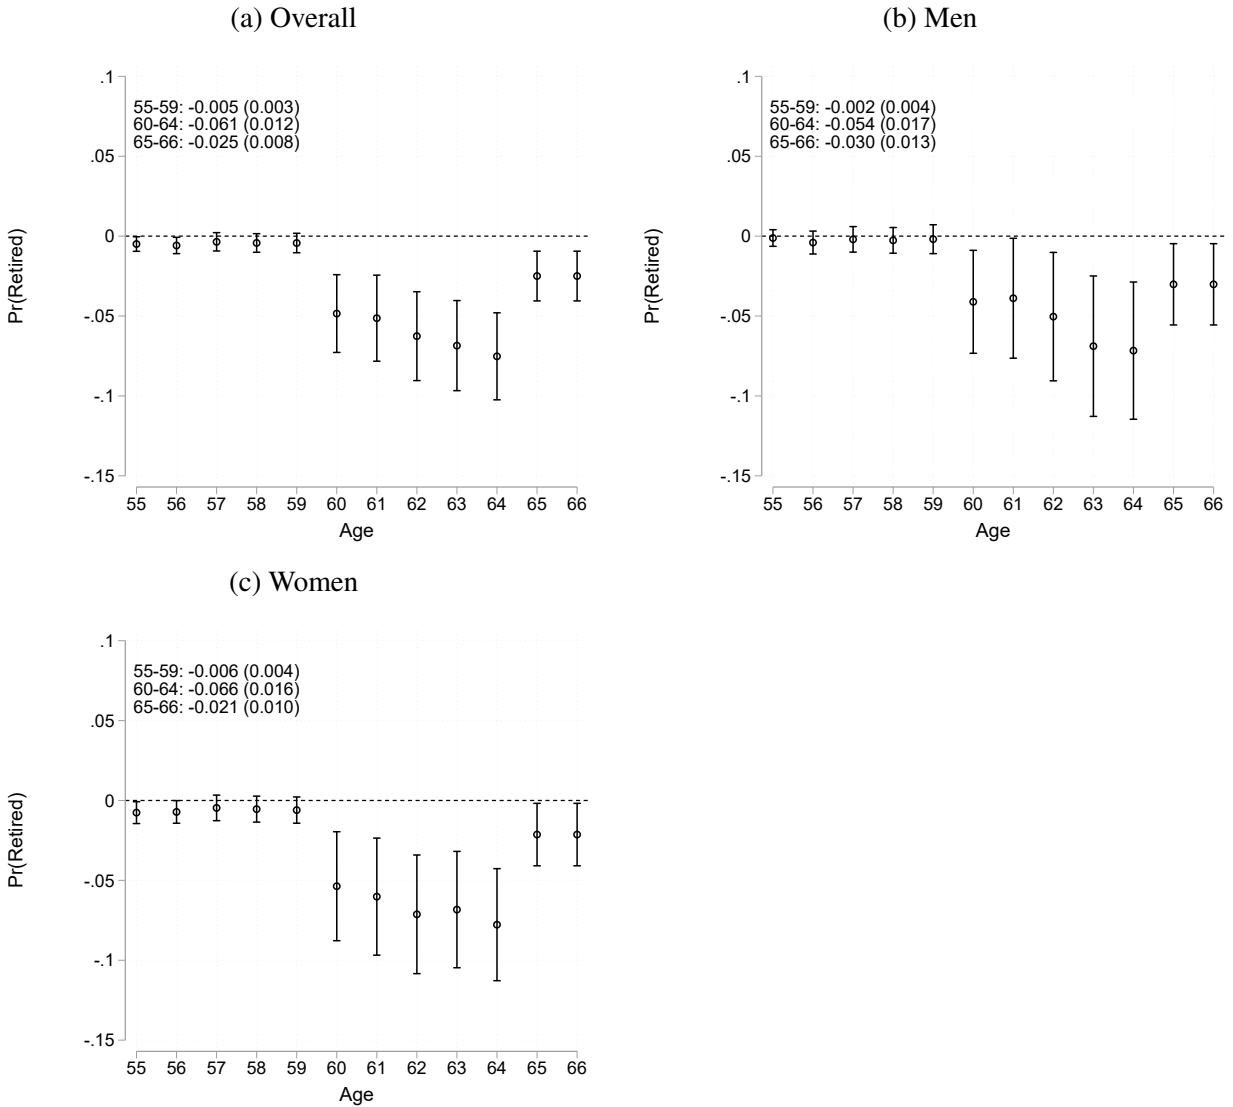 (a) Overall
.1
55-59: -0.005 (0.003)
60-64: -0.061 (0.012)
65-66: -0.025 (0.008)
.05
0
-.05
-.1
-.15
Pr(Retired)
55 56 57 58 59 60 61 62 63 64 65 66
Age
(b) Men
.1
55-59: -0.002 (0.004)
60-64: -0.054 (0.017)
65-66: -0.030 (0.013)
.05
0
-.05
-.1
-.15
Pr(Retired)
55 56 57 58 59 60 61 62 63 64 65 66
Age
(c) Women
.1
55-59: -0.006 (0.004)
60-64: -0.066 (0.016)
65-66: -0.021 (0.010)
.05
0
-.05
-.1
-.15
Pr(Retired)
55 56 57 58 59 60 61 62 63 64 65 66
Age